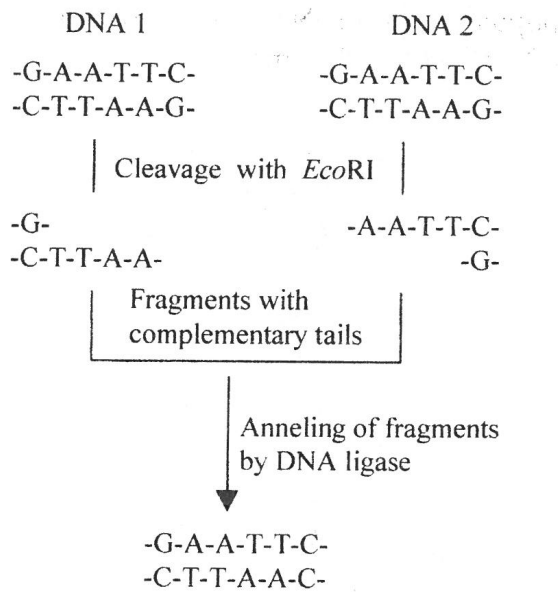 DNA 1 DNA 2
-G-A-A-T-T-C- -G-A-A-T-T-C-
-C-T-T-A-A-G- -C-T-T-A-A-G-
Cleavage with EcoRI
-G- -A-A-T-T-C-
-C-T-T-A-A- -G-
Fragments with
complementary tails
Anneling of fragments
by DNA ligase
-G-A-A-T-T-C-
-C-T-T-A-A-C-